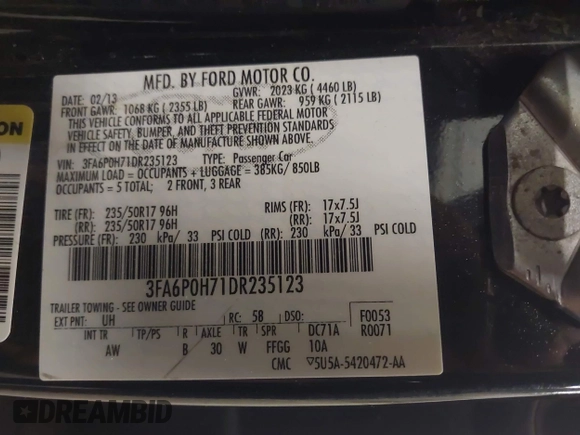 MFD. BY FORD MOTOR CO.
DATE: 02/13 GVWR: 2023 KG ( 4460 LB)
FRONT GAWR: 1068 KG ( 2355 LB) REAR GAWR: 959 KG ( 2115 LB)
THIS VEHICLE CONFORMS TO ALL APPLICABLE FEDERAL MOTOR
VEHICLE SAFETY, BUMPER, AND THEFT PREVENTION STANDARDS
IN EFFECT ON THE DATE OF MANUFACTURE SHOWN ABOVE.
VIN: 3FA6P0H71DR235123 TYPE: Passenger Car
MAXIMUM LOAD = OCCUPANTS + LUGGAGE = 385KG/ 850LB
OCCUPANTS = 5 TOTAL; 2 FRONT, 3 REAR
TIRE (FR): 235/50R17 96H RIMS (FR): 17x7.5J
(RR): 235/50R17 96H (RR): 17x7.5J
PRESSURE (FR): 230 kPa/ 33 PSI COLD (RR): 230 kPa/ 33 PSI COLD
3FA6P0H71DR235123
TRAILER TOWING - SEE OWNER GUIDE
EXT PNT: UH RC: 5B DSO: F0053
INT TR TP/PS R AXLE TR SPR DC71A R0071
AW B 30 W FFGG 10A
CMC 5U5A-5420472-AA
ION
DREAMBID